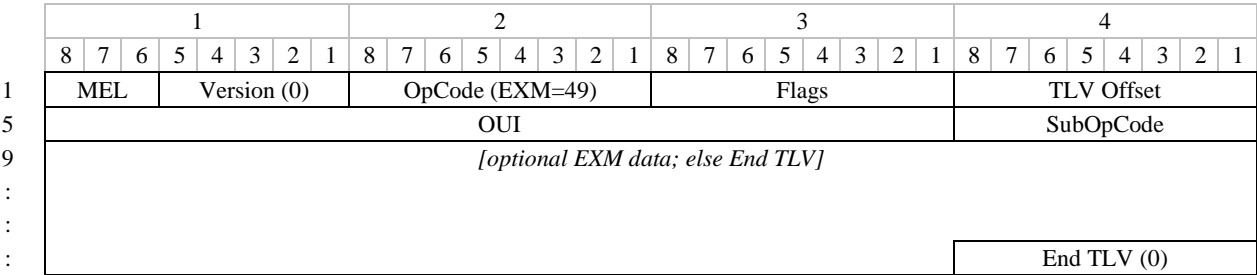 1 2 3 4
8 7 6 5 4 3 2 1 8 7 6 5 4 3 2 1 8 7 6 5 4 3 2 1 8 7 6 5 4 3 2 1
1 MEL Version (0) OpCode (EXM=49) Flags TLV Offset
5 OUI SubOpCode
9 [optional EXM data; else End TLV]
:
:
: End TLV (0)